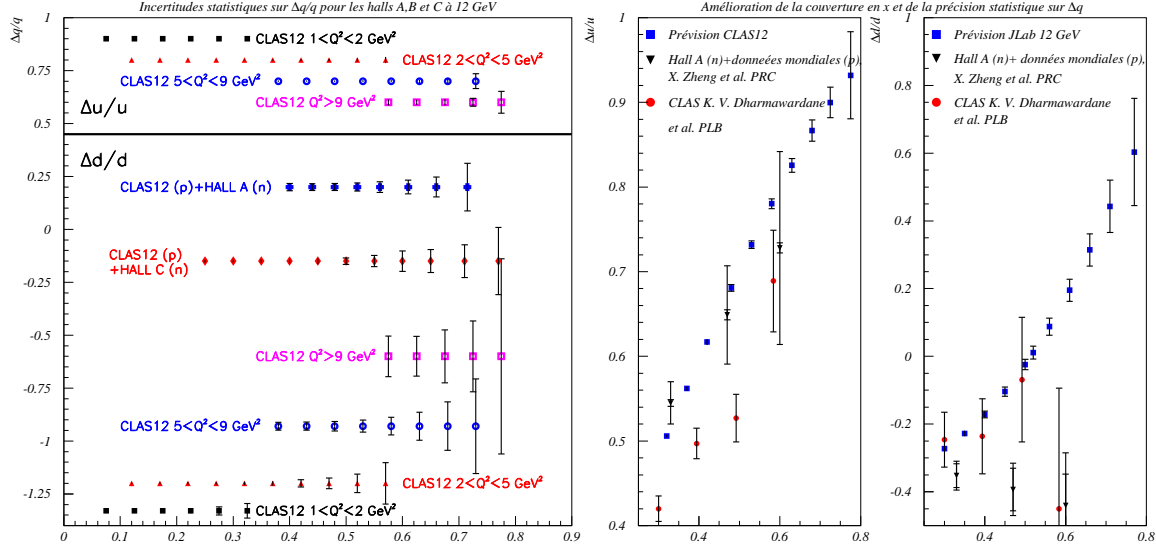 Incertitudes statistiques sur Δq/q pour les halls A,B et C à 12 GeV
Δq/q
1
0.75
0.5
0.25
0
-0.25
-0.5
-0.75
-1
-1.25
CLAS12 1<Q²<2 GeV²
CLAS12 2<Q²<5 GeV²
CLAS12 5<Q²<9 GeV²
CLAS12 Q²>9 GeV²
Δu/u
Δd/d
CLAS12 (p)+HALL A (n)
CLAS12 (p)
+HALL C (n)
CLAS12 Q²>9 GeV²
CLAS12 5<Q²<9 GeV²
CLAS12 2<Q²<5 GeV²
CLAS12 1<Q²<2 GeV²
0 0.1 0.2 0.3 0.4 0.5 0.6 0.7 0.8 0.9
Amélioration de la couverture en x et de la précision statistique sur Δq
Δu/u
1
0.9
0.8
0.7
0.6
0.5
0.4
Prévision CLAS12
Hall A (n)+ données mondiales (p),
X. Zheng et al. PRC
CLAS K. V. Dharmawardane
et al. PLB
0.4 0.6 0.8
Δd/d
1
0.8
0.6
0.4
0.2
0
-0.2
-0.4
Prévision JLab 12 GeV
Hall A (n)+ données mondiales (p),
X. Zheng et al. PRC
CLAS K. V. Dharmawardane
et al. PLB
0.4 0.6 0.8